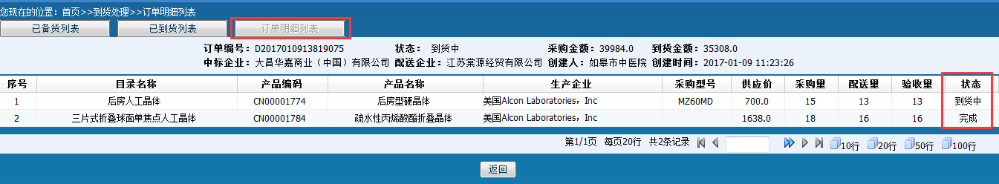 您现在的位置：首页>>到货处理>>订单明细列表
已备货列表 已到货列表 订单明细列表
订单编号：D2017010913819075 状态： 到货中 采购金额：39984.0 到货金额：35308.0
中标企业：大昌华嘉商业（中国）有限公司 配送企业：江苏棠源经贸有限公司 创建人：如皋市中医院 创建时间：2017-01-09 11:23:26
序号 目录名称 产品编码 产品名称 生产企业 采购型号 供应价 采购量 配送量 验收量 状态
1 后房人工晶体 CN00001774 后房型硬晶体 美国Alcon Laboratories，Inc MZ60MD 700.0 15 13 13 到货中
2 三片式折叠球面单焦点人工晶体 CN00001784 疏水性丙烯酸酯折叠晶体 美国Alcon Laboratories，Inc 1638.0 18 16 16 完成
第1/1页 每页20行 共2条记录 10行 20行 50行 100行
返回